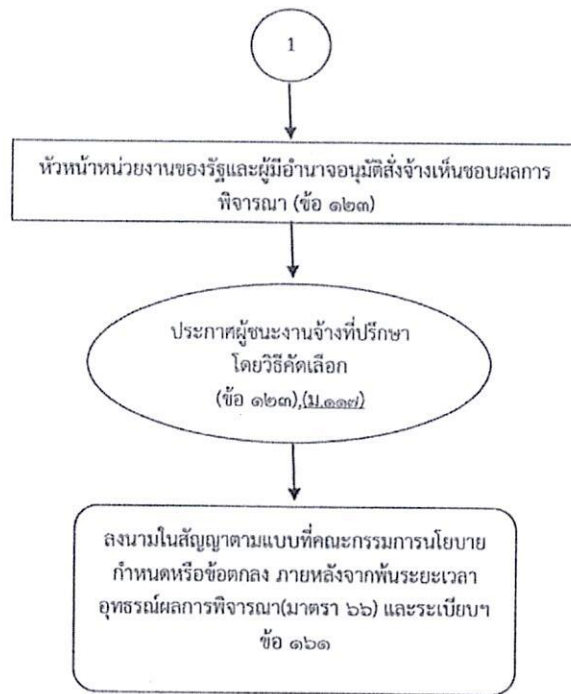 1
หัวหน้าหน่วยงานของรัฐและผู้มีอำนาจอนุมัติสั่งจ้างเห็นชอบผลการ
พิจารณา (ข้อ ๑๒๓)
ประกาศผู้ชนะงานจ้างที่ปรึกษา
โดยวิธีคัดเลือก
(ข้อ ๑๒๓),(ม.๑๑๗)
ลงนามในสัญญาตามแบบที่คณะกรรมการนโยบาย
กำหนดหรือข้อตกลง ภายหลังจากพ้นระยะเวลา
อุทธรณ์ผลการพิจารณา(มาตรา ๖๖) และระเบียบฯ
ข้อ ๑๖๑